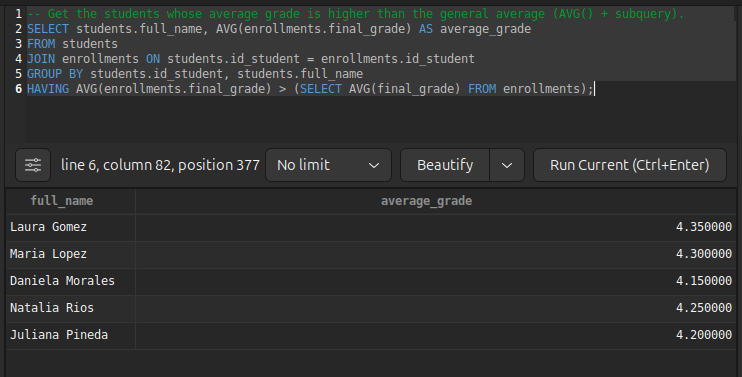 1 -- Get the students whose average grade is higher than the general average (AVG() + subquery).
2 SELECT students.full_name, AVG(enrollments.final_grade) AS average_grade
3 FROM students
4 JOIN enrollments ON students.id_student = enrollments.id_student
5 GROUP BY students.id_student, students.full_name
6 HAVING AVG(enrollments.final_grade) > (SELECT AVG(final_grade) FROM enrollments);
line 6, column 82, position 377 No limit Beautify Run Current (Ctrl+Enter)
full_name average_grade
Laura Gomez 4.350000
Maria Lopez 4.300000
Daniela Morales 4.150000
Natalia Rios 4.250000
Juliana Pineda 4.200000